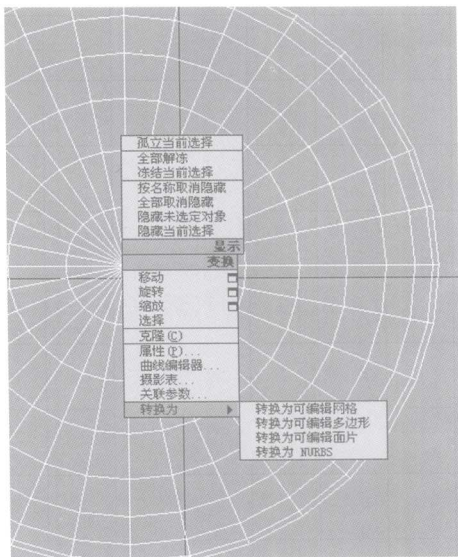 孤立当前选择
全部解冻
冻结当前选择
按名称取消隐藏
全部取消隐藏
隐藏未选定对象
隐藏当前选择
显示
变换
移动
旋转
缩放
选择
克隆(C)
属性(P)...
曲线编辑器...
摄影表...
关联参数...
转换为
转换为可编辑网格
转换为可编辑多边形
转换为可编辑面片
转换为 NURBS